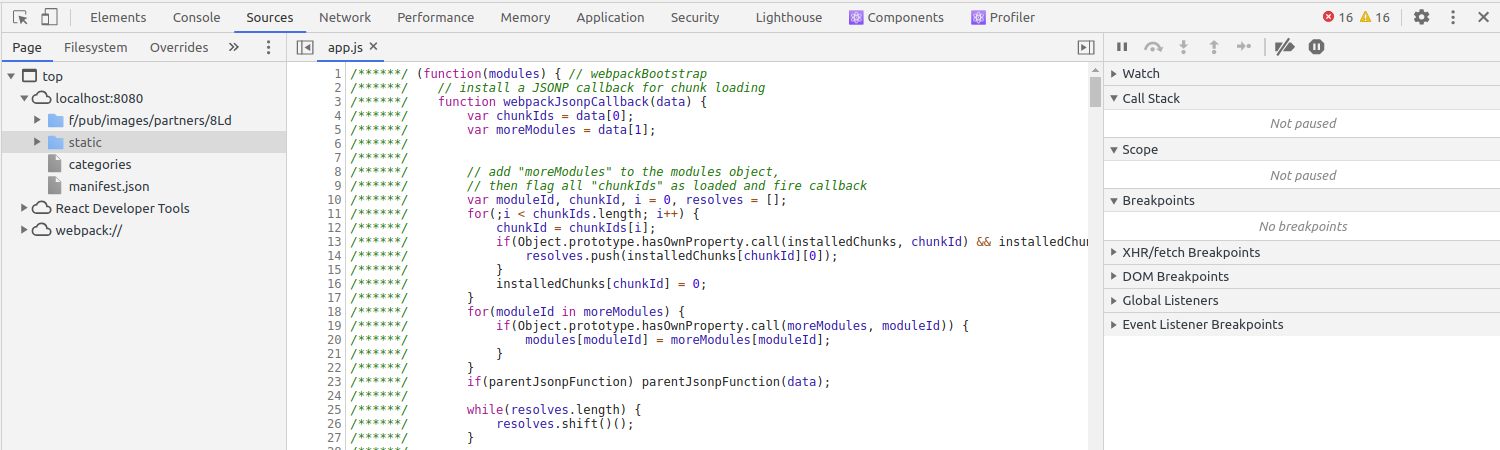 Elements Console Sources Network Performance Memory Application Security Lighthouse Components Profiler 16 16
Page Filesystem Overrides » app.js ×
top
localhost:8080
f/pub/images/partners/8Ld
static
categories
manifest.json
React Developer Tools
webpack://
1 /******/ (function(modules) { // webpackBootstrap
2 /******/ // install a JSONP callback for chunk loading
3 /******/ function webpackJsonpCallback(data) {
4 /******/ var chunkIds = data[0];
5 /******/ var moreModules = data[1];
6 /******/
7 /******/
8 /******/ // add "moreModules" to the modules object,
9 /******/ // then flag all "chunkIds" as loaded and fire callback
10 /******/ var moduleId, chunkId, i = 0, resolves = [];
11 /******/ for(;i < chunkIds.length; i++) {
12 /******/ chunkId = chunkIds[i];
13 /******/ if(Object.prototype.hasOwnProperty.call(installedChunks, chunkId) && installedChu
14 /******/ resolves.push(installedChunks[chunkId][0]);
15 /******/ }
16 /******/ installedChunks[chunkId] = 0;
17 /******/ }
18 /******/ for(moduleId in moreModules) {
19 /******/ if(Object.prototype.hasOwnProperty.call(moreModules, moduleId)) {
20 /******/ modules[moduleId] = moreModules[moduleId];
21 /******/ }
22 /******/ }
23 /******/ if(parentJsonpFunction) parentJsonpFunction(data);
24 /******/
25 /******/ while(resolves.length) {
26 /******/ resolves.shift()();
27 /******/ }
Watch
Call Stack
Not paused
Scope
Not paused
Breakpoints
No breakpoints
XHR/fetch Breakpoints
DOM Breakpoints
Global Listeners
Event Listener Breakpoints